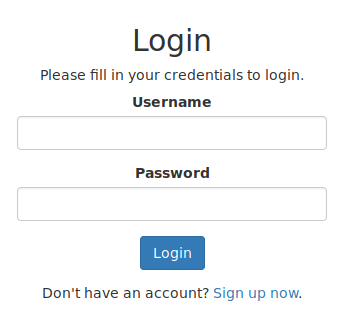 Login
Please fill in your credentials to login.
Username
Password
Login
Don't have an account? Sign up now.